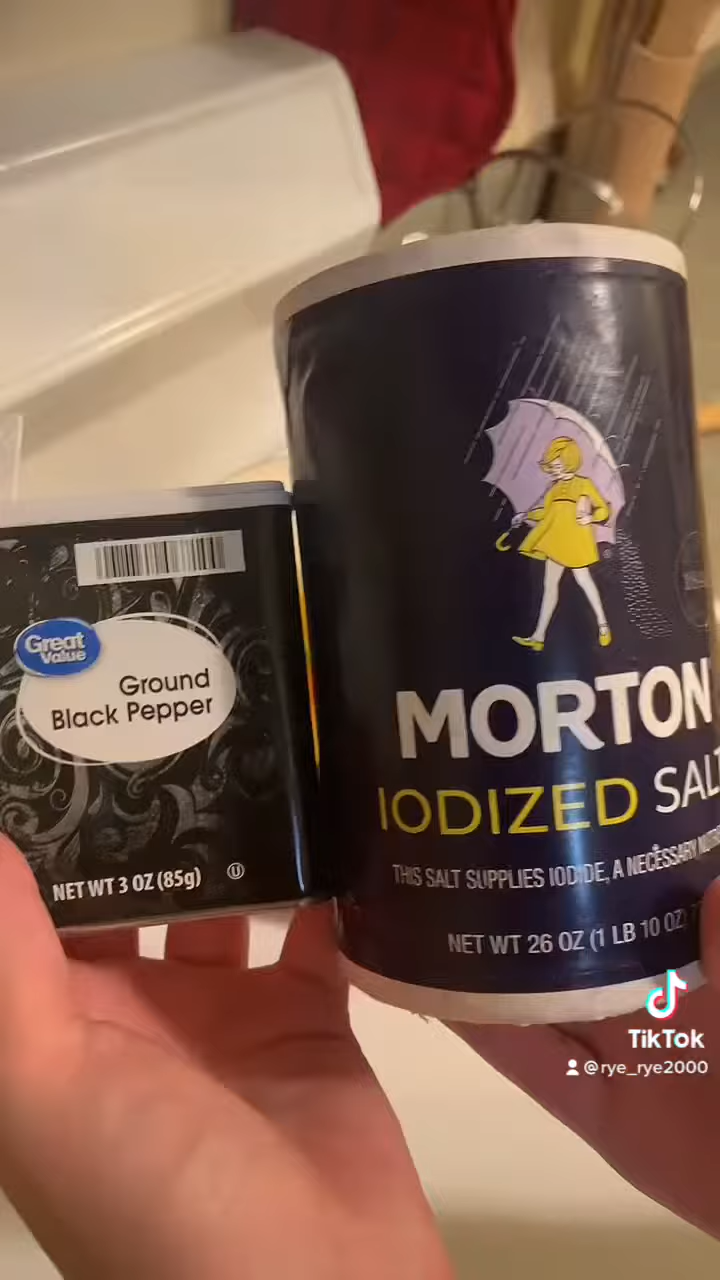 Great
Value
Ground
Black Pepper
NET WT 3 OZ (85g)
U
MORTON
IODIZED SAL
THIS SALT SUPPLIES IODIDE, A NECESSARY
NET WT 26 OZ (1 LB 10 OZ)
TikTok
@rye_rye2000